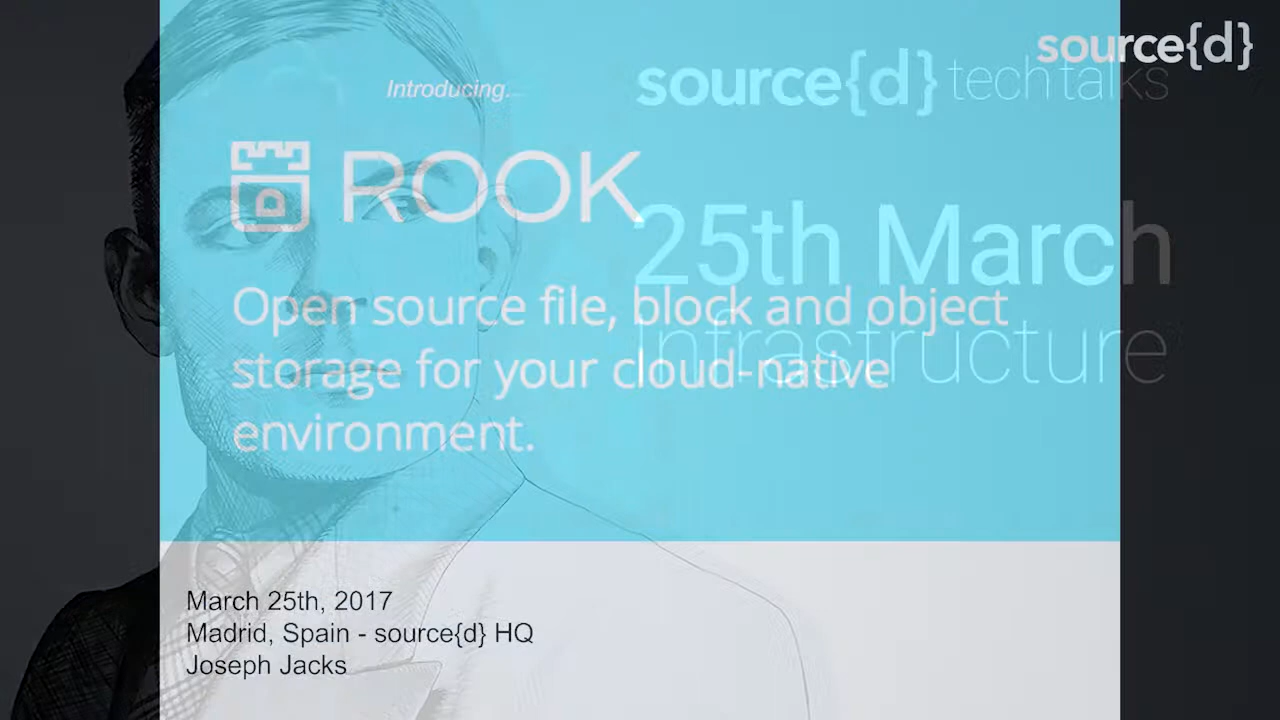 source{d}
source{d} tech talks
Introducing...
ROOK
25th March
Infrastructure
Open source file, block and object
storage for your cloud-native
environment.
March 25th, 2017
Madrid, Spain - source{d} HQ
Joseph Jacks